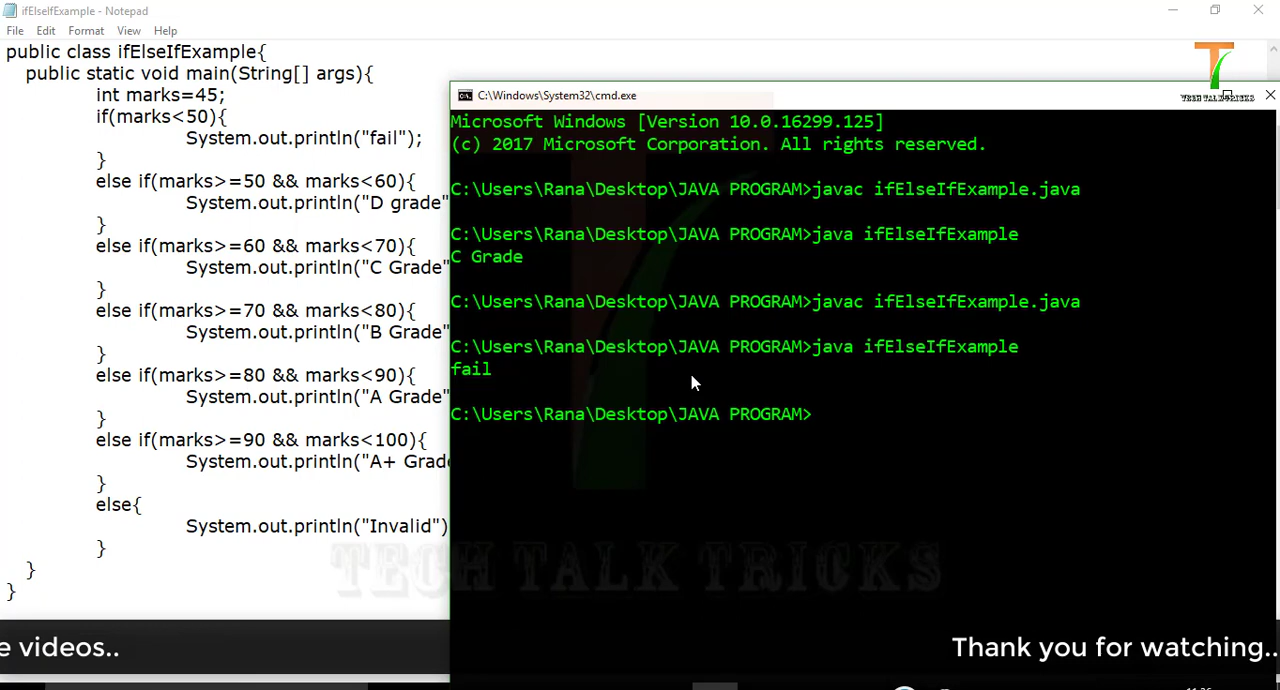 ifElseIfExample - Notepad
File Edit Format View Help
public class ifElseIfExample{
public static void main(String[] args){
int marks=45;
if(marks<50){
System.out.println("fail");
}
else if(marks>=50 && marks<60){
System.out.println("D grade"
}
else if(marks>=60 && marks<70){
System.out.println("C Grade"
}
else if(marks>=70 && marks<80){
System.out.println("B Grade"
}
else if(marks>=80 && marks<90){
System.out.println("A Grade"
}
else if(marks>=90 && marks<100){
System.out.println("A+ Grade
}
else{
System.out.println("Invalid")
}
}
}
TECH TALK TRICKS
C:\Windows\System32\cmd.exe
Microsoft Windows [Version 10.0.16299.125]
(c) 2017 Microsoft Corporation. All rights reserved.
C:\Users\Rana\Desktop\JAVA PROGRAM>javac ifElseIfExample.java
C:\Users\Rana\Desktop\JAVA PROGRAM>java ifElseIfExample
C Grade
C:\Users\Rana\Desktop\JAVA PROGRAM>javac ifElseIfExample.java
C:\Users\Rana\Desktop\JAVA PROGRAM>java ifElseIfExample
fail
C:\Users\Rana\Desktop\JAVA PROGRAM>
TECH TALK TRICKS
e videos.. Thank you for watching..